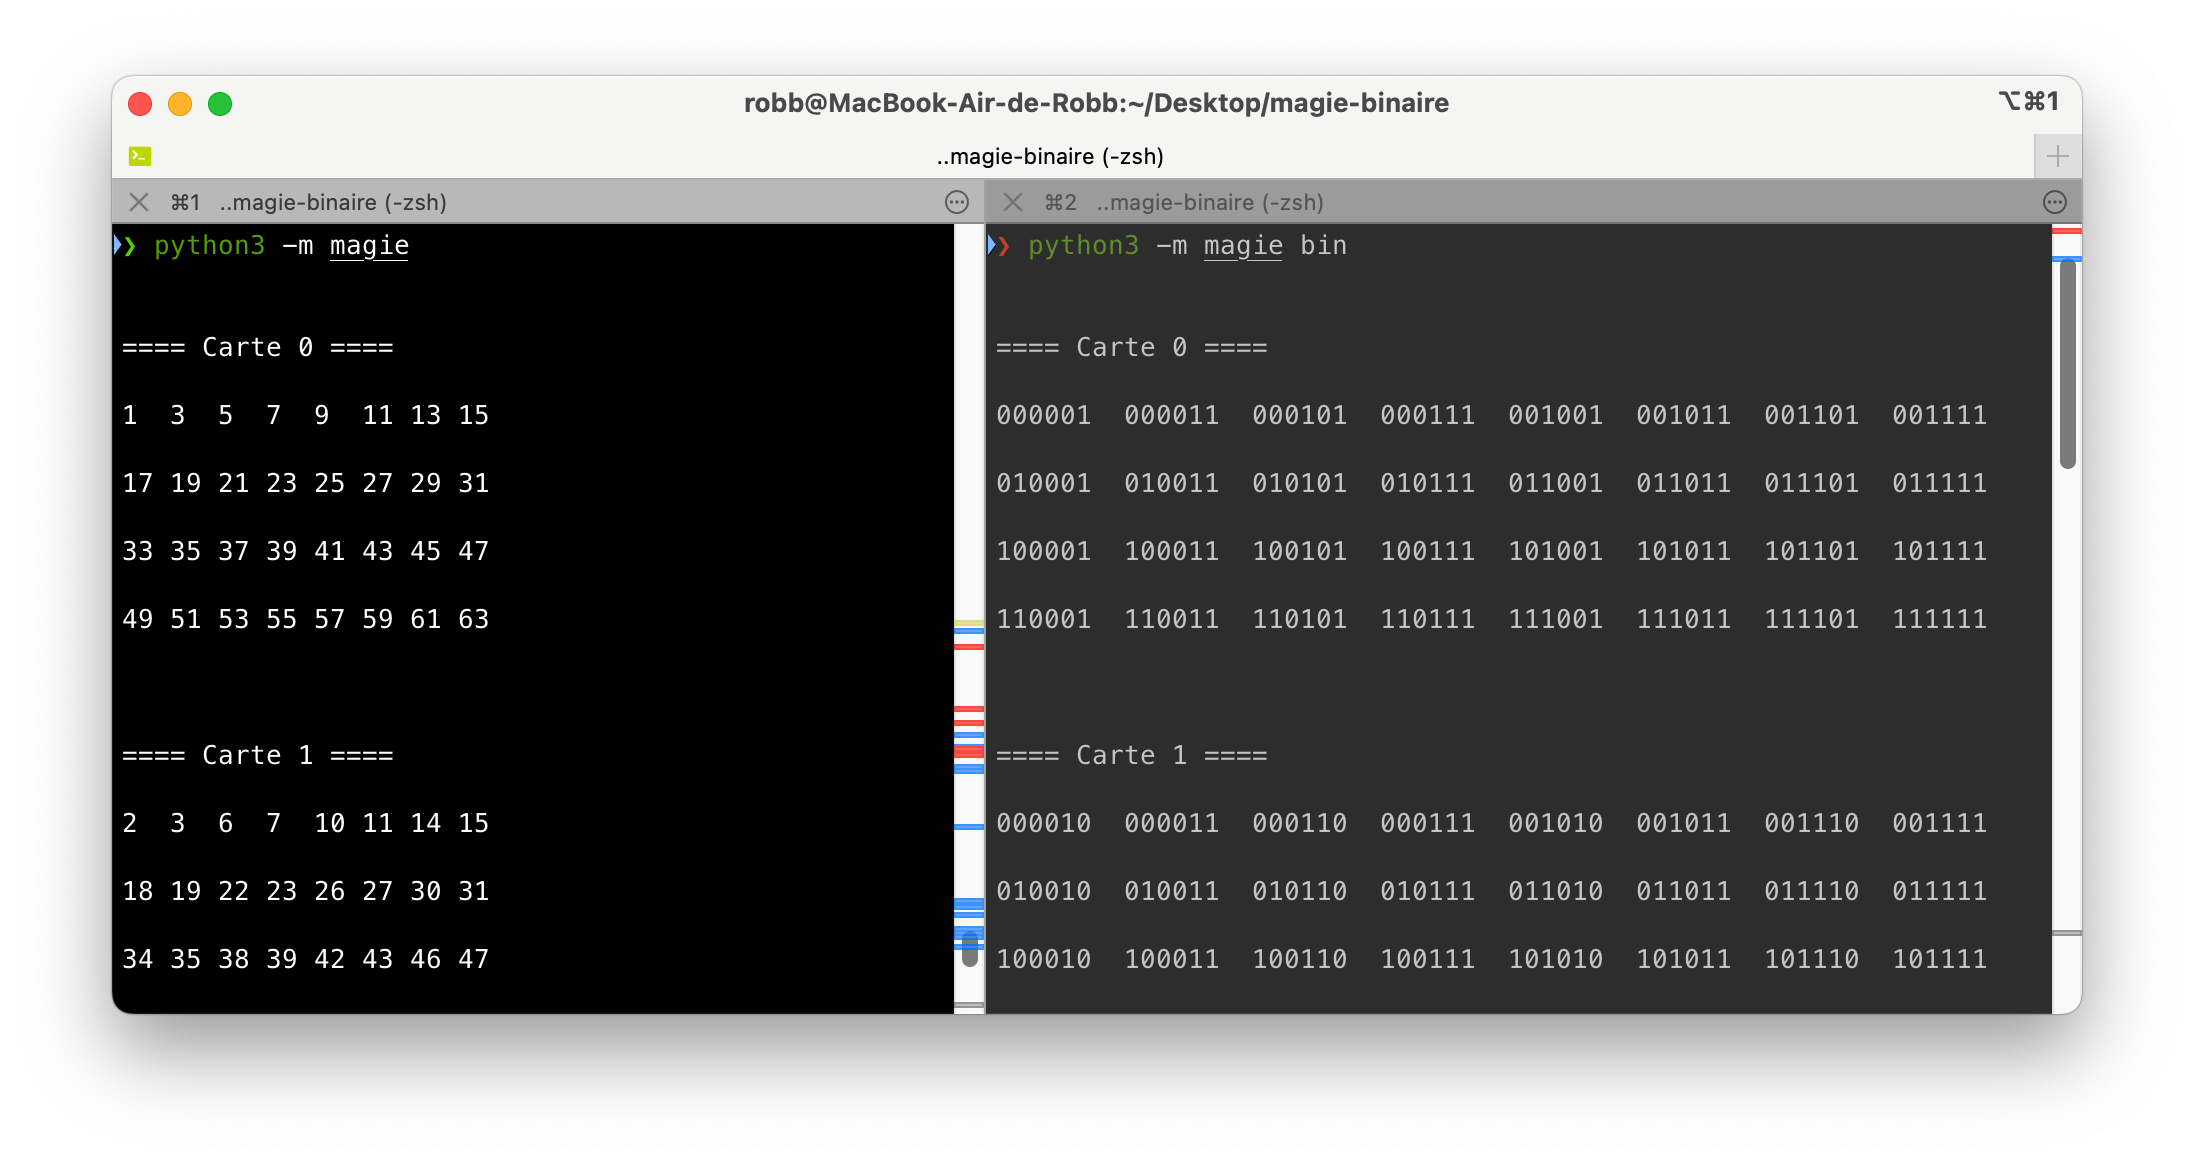 robb@MacBook-Air-de-Robb:~/Desktop/magie-binaire ⌥⌘1
..magie-binaire (-zsh)
⌘1 ..magie-binaire (-zsh)
❯ python3 -m magie
==== Carte 0 ====
1 3 5 7 9 11 13 15
17 19 21 23 25 27 29 31
33 35 37 39 41 43 45 47
49 51 53 55 57 59 61 63
==== Carte 1 ====
2 3 6 7 10 11 14 15
18 19 22 23 26 27 30 31
34 35 38 39 42 43 46 47
⌘2 ..magie-binaire (-zsh)
❯ python3 -m magie bin
==== Carte 0 ====
000001 000011 000101 000111 001001 001011 001101 001111
010001 010011 010101 010111 011001 011011 011101 011111
100001 100011 100101 100111 101001 101011 101101 101111
110001 110011 110101 110111 111001 111011 111101 111111
==== Carte 1 ====
000010 000011 000110 000111 001010 001011 001110 001111
010010 010011 010110 010111 011010 011011 011110 011111
100010 100011 100110 100111 101010 101011 101110 101111